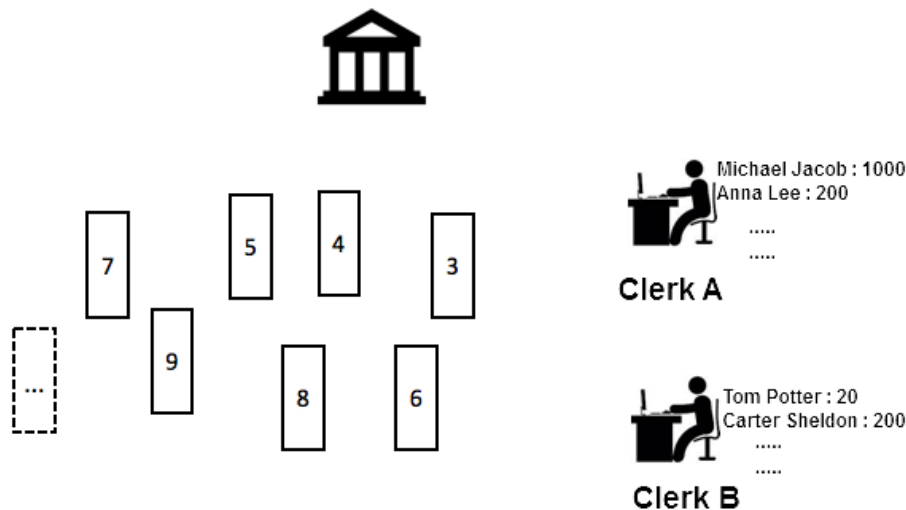 Michael Jacob : 1000
Anna Lee : 200
.....
.....
Clerk A
7
5
4
3
...
9
8
6
Tom Potter : 20
Carter Sheldon : 200
.....
.....
Clerk B